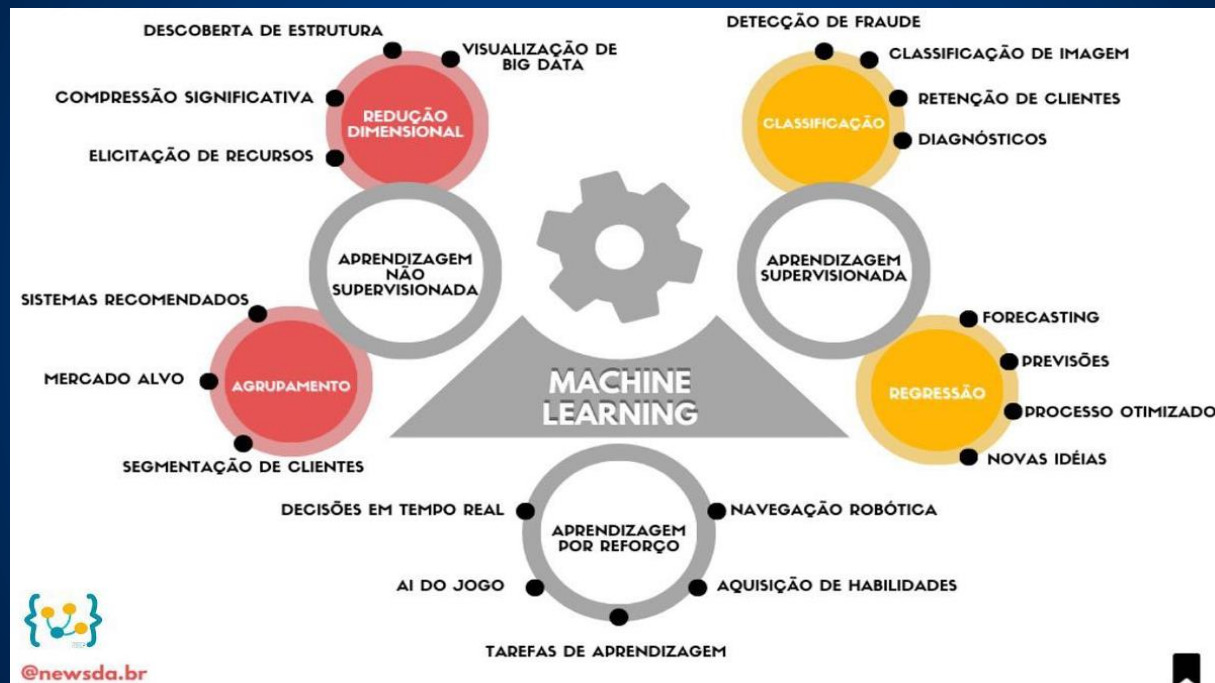 DESCOBERTA DE ESTRUTURA
VISUALIZAÇÃO DE
BIG DATA
COMPRESSÃO SIGNIFICATIVA
ELICITAÇÃO DE RECURSOS
REDUÇÃO
DIMENSIONAL
APRENDIZAGEM
NÃO
SUPERVISIONADA
SISTEMAS RECOMENDADOS
MERCADO ALVO
AGRUPAMENTO
SEGMENTAÇÃO DE CLIENTES
DETECÇÃO DE FRAUDE
CLASSIFICAÇÃO DE IMAGEM
RETENÇÃO DE CLIENTES
DIAGNÓSTICOS
CLASSIFICAÇÃO
APRENDIZAGEM
SUPERVISIONADA
FORECASTING
PREVISÕES
PROCESSO OTIMIZADO
NOVAS IDÉIAS
REGRESSÃO
MACHINE
LEARNING
DECISÕES EM TEMPO REAL
NAVEGAÇÃO ROBÓTICA
APRENDIZAGEM
POR REFORÇO
AI DO JOGO
AQUISIÇÃO DE HABILIDADES
TAREFAS DE APRENDIZAGEM
@newsda.br